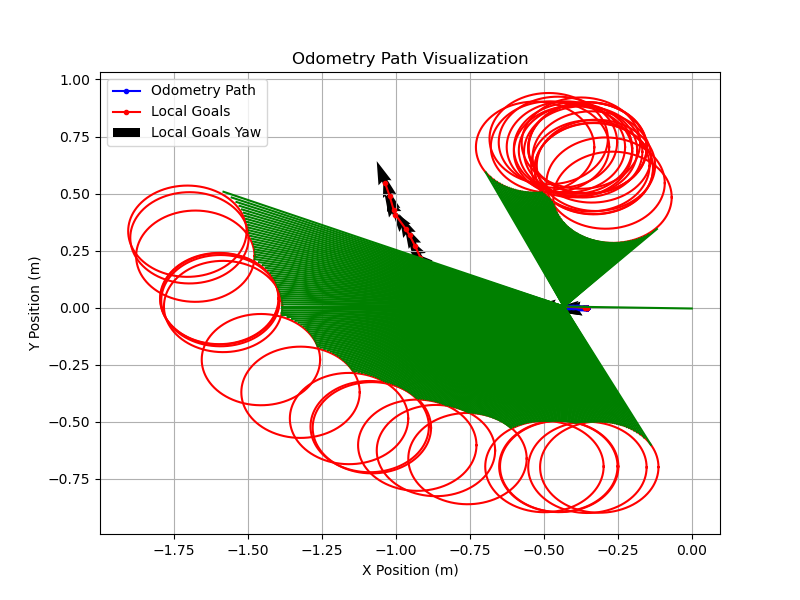 Odometry Path Visualization
Odometry Path
Local Goals
Local Goals Yaw
1.00
0.75
0.50
0.25
0.00
−0.25
−0.50
−0.75
Y Position (m)
−1.75
−1.50
−1.25
−1.00
−0.75
−0.50
−0.25
0.00
X Position (m)